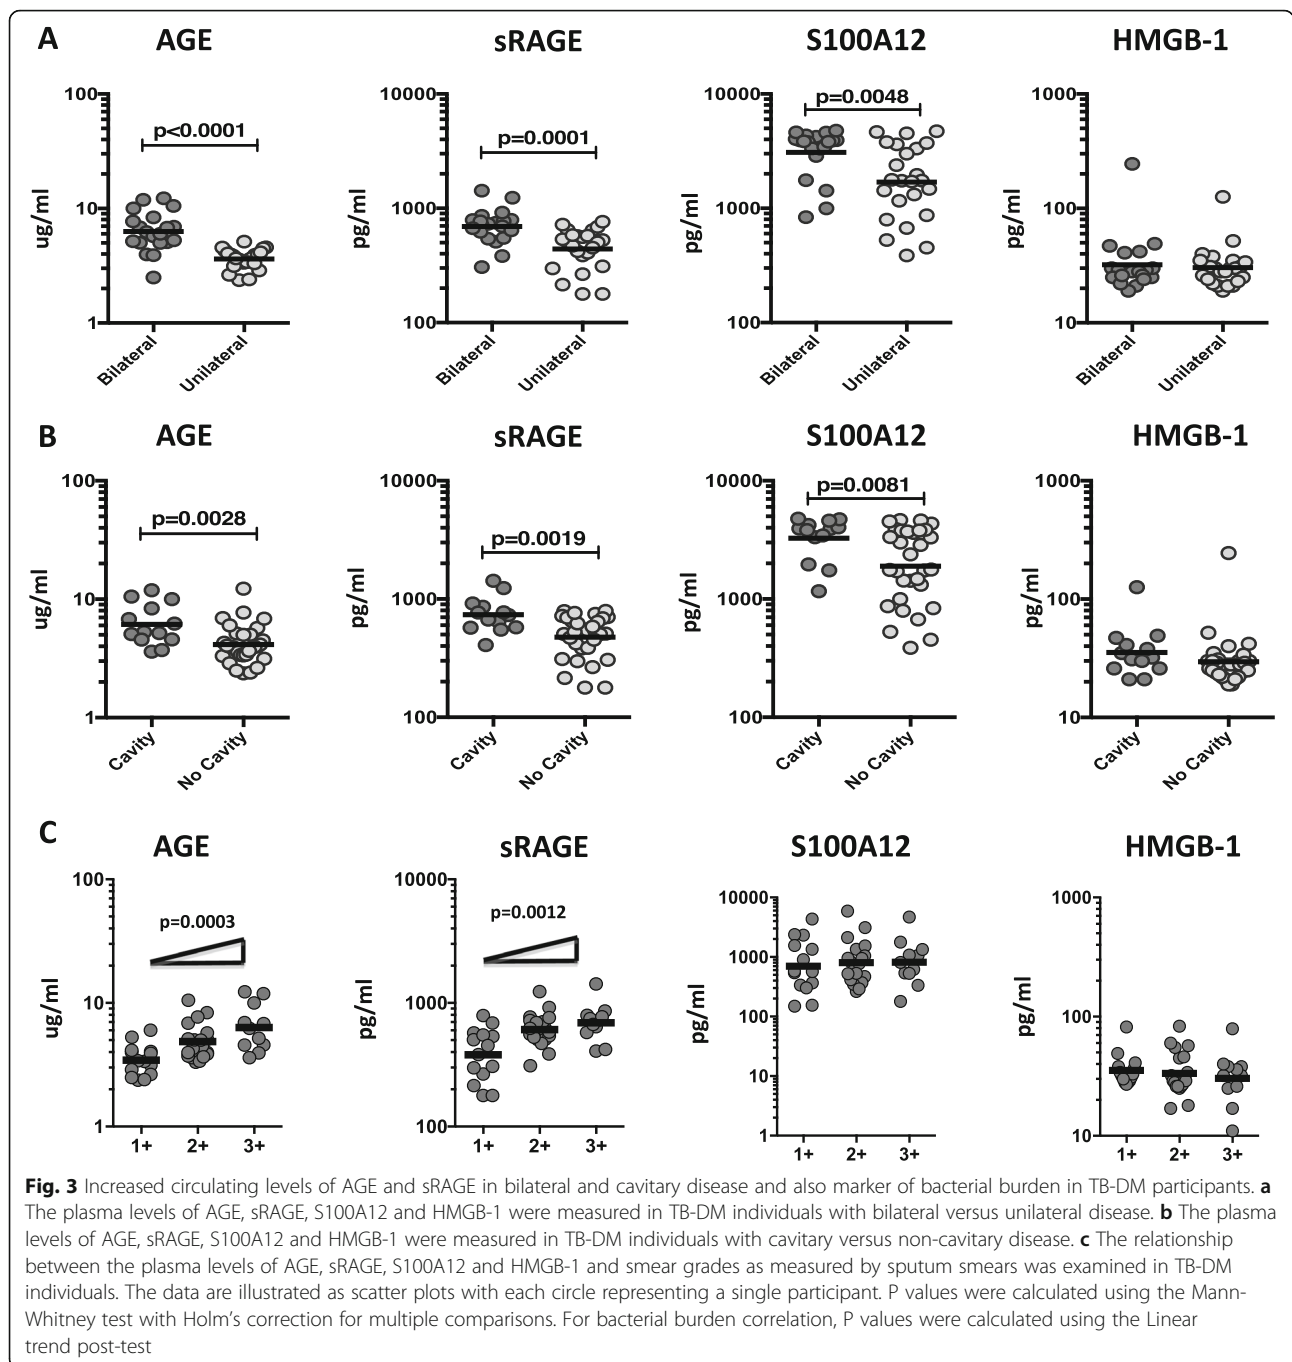 A AGE sRAGE S100A12 HMGB-1
100 10 1 ug/ml p<0.0001 Bilateral Unilateral
10000 1000 100 pg/ml p=0.0001 Bilateral Unilateral
10000 1000 100 pg/ml p=0.0048 Bilateral Unilateral
1000 100 10 pg/ml Bilateral Unilateral
B AGE sRAGE S100A12 HMGB-1
100 10 1 ug/ml p=0.0028 Cavity No Cavity
10000 1000 100 pg/ml p=0.0019 Cavity No Cavity
10000 1000 100 pg/ml p=0.0081 Cavity No Cavity
1000 100 10 pg/ml Cavity No Cavity
C AGE sRAGE S100A12 HMGB-1
100 10 1 ug/ml p=0.0003 1+ 2+ 3+
10000 1000 100 pg/ml p=0.0012 1+ 2+ 3+
10000 1000 100 10 1 pg/ml 1+ 2+ 3+
1000 100 10 pg/ml 1+ 2+ 3+
Fig. 3 Increased circulating levels of AGE and sRAGE in bilateral and cavitary disease and also marker of bacterial burden in TB-DM participants. a
The plasma levels of AGE, sRAGE, S100A12 and HMGB-1 were measured in TB-DM individuals with bilateral versus unilateral disease. b The plasma
levels of AGE, sRAGE, S100A12 and HMGB-1 were measured in TB-DM individuals with cavitary versus non-cavitary disease. c The relationship
between the plasma levels of AGE, sRAGE, S100A12 and HMGB-1 and smear grades as measured by sputum smears was examined in TB-DM
individuals. The data are illustrated as scatter plots with each circle representing a single participant. P values were calculated using the Mann-
Whitney test with Holm's correction for multiple comparisons. For bacterial burden correlation, P values were calculated using the Linear
trend post-test